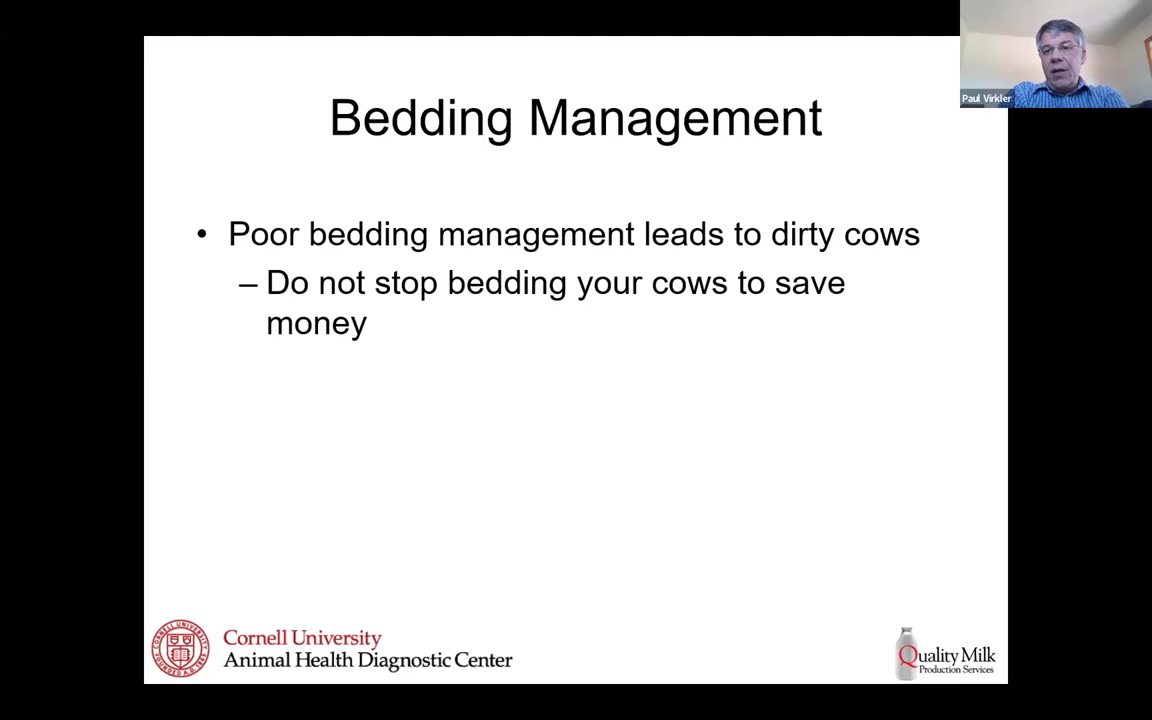 Paul Virkler
Bedding Management
• Poor bedding management leads to dirty cows
– Do not stop bedding your cows to save
money
Cornell University
Animal Health Diagnostic Center
Quality Milk
Production Services